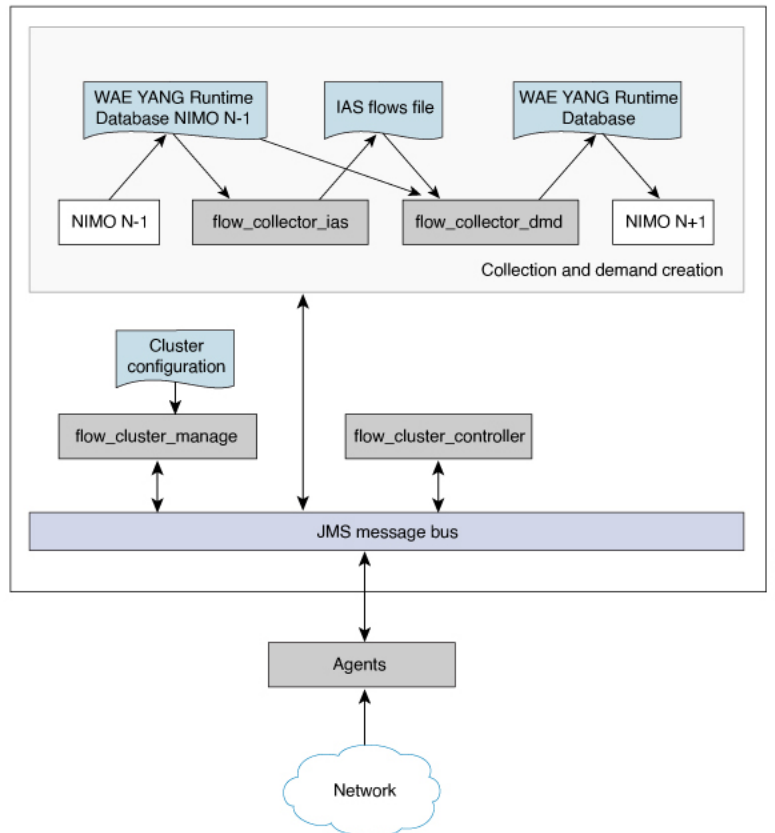 WAE YANG Runtime
Database NIMO N-1
IAS flows file
WAE YANG Runtime
Database
NIMO N-1
flow_collector_ias
flow_collector_dmd
NIMO N+1
Collection and demand creation
Cluster
configuration
flow_cluster_manage
flow_cluster_controller
JMS message bus
Agents
Network